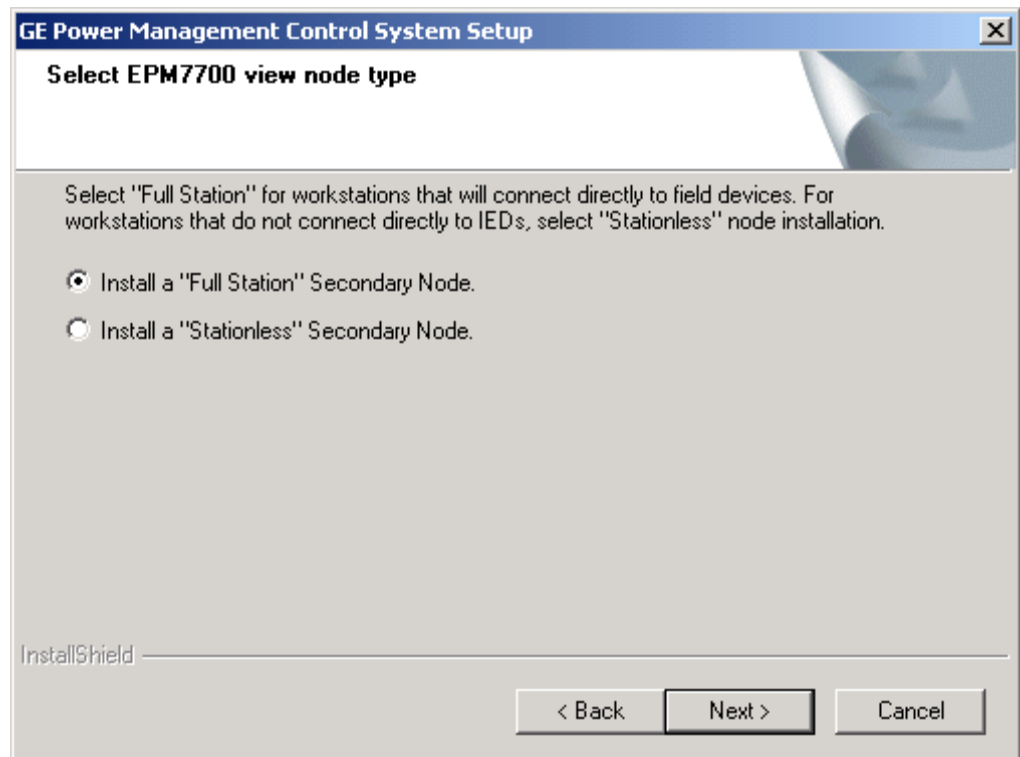 GE Power Management Control System Setup
Select EPM7700 view node type
Select "Full Station" for workstations that will connect directly to field devices. For
workstations that do not connect directly to IEDs, select "Stationless" node installation.
Install a "Full Station" Secondary Node.
Install a "Stationless" Secondary Node.
InstallShield
< Back
Next >
Cancel